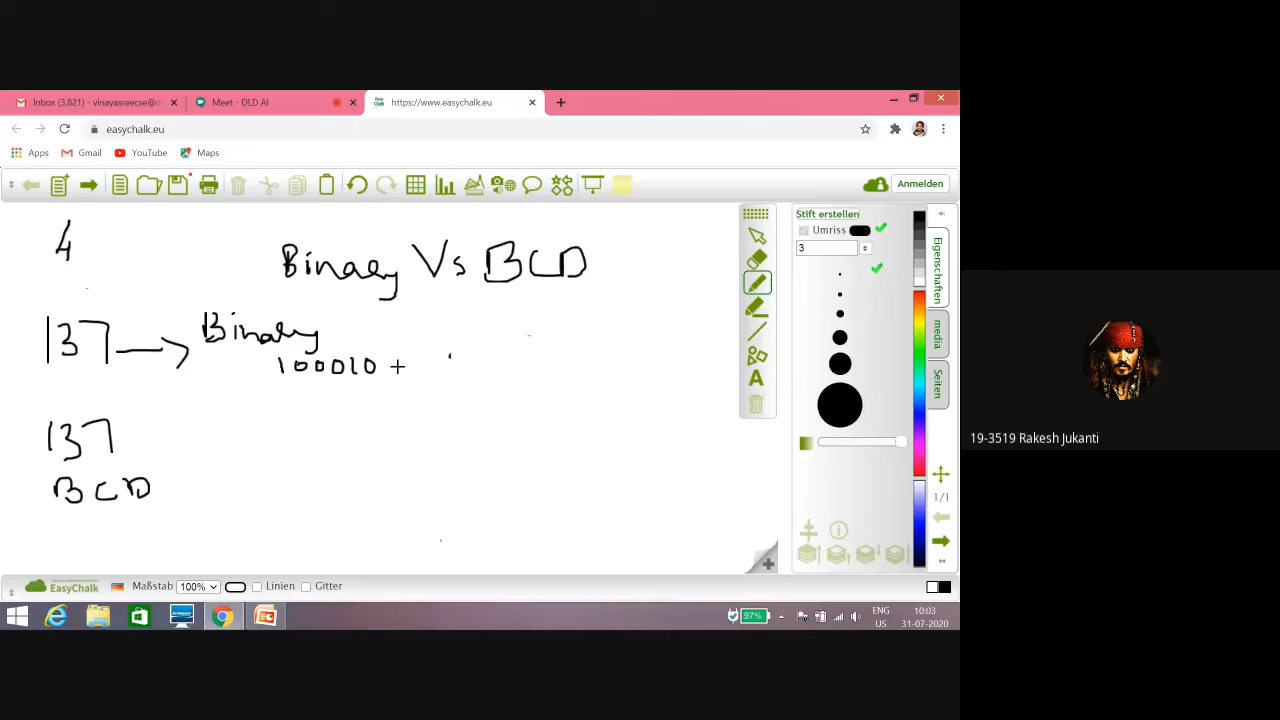 Inbox (3,821) - vinayasreecse@c
Meet - DLD AI
https://www.easychalk.eu
easychalk.eu
Apps
Gmail
YouTube
Maps
Anmelden
4
Binary Vs BCD
137 → Binary
100010
137
BCD
Stift erstellen
Umriss
3
Eigenschaften
media
Seiten
1/1
19-3519 Rakesh Jukanti
EasyChalk
Maßstab 100%
Linien
Gitter
97%
ENG
US
10:03
31-07-2020